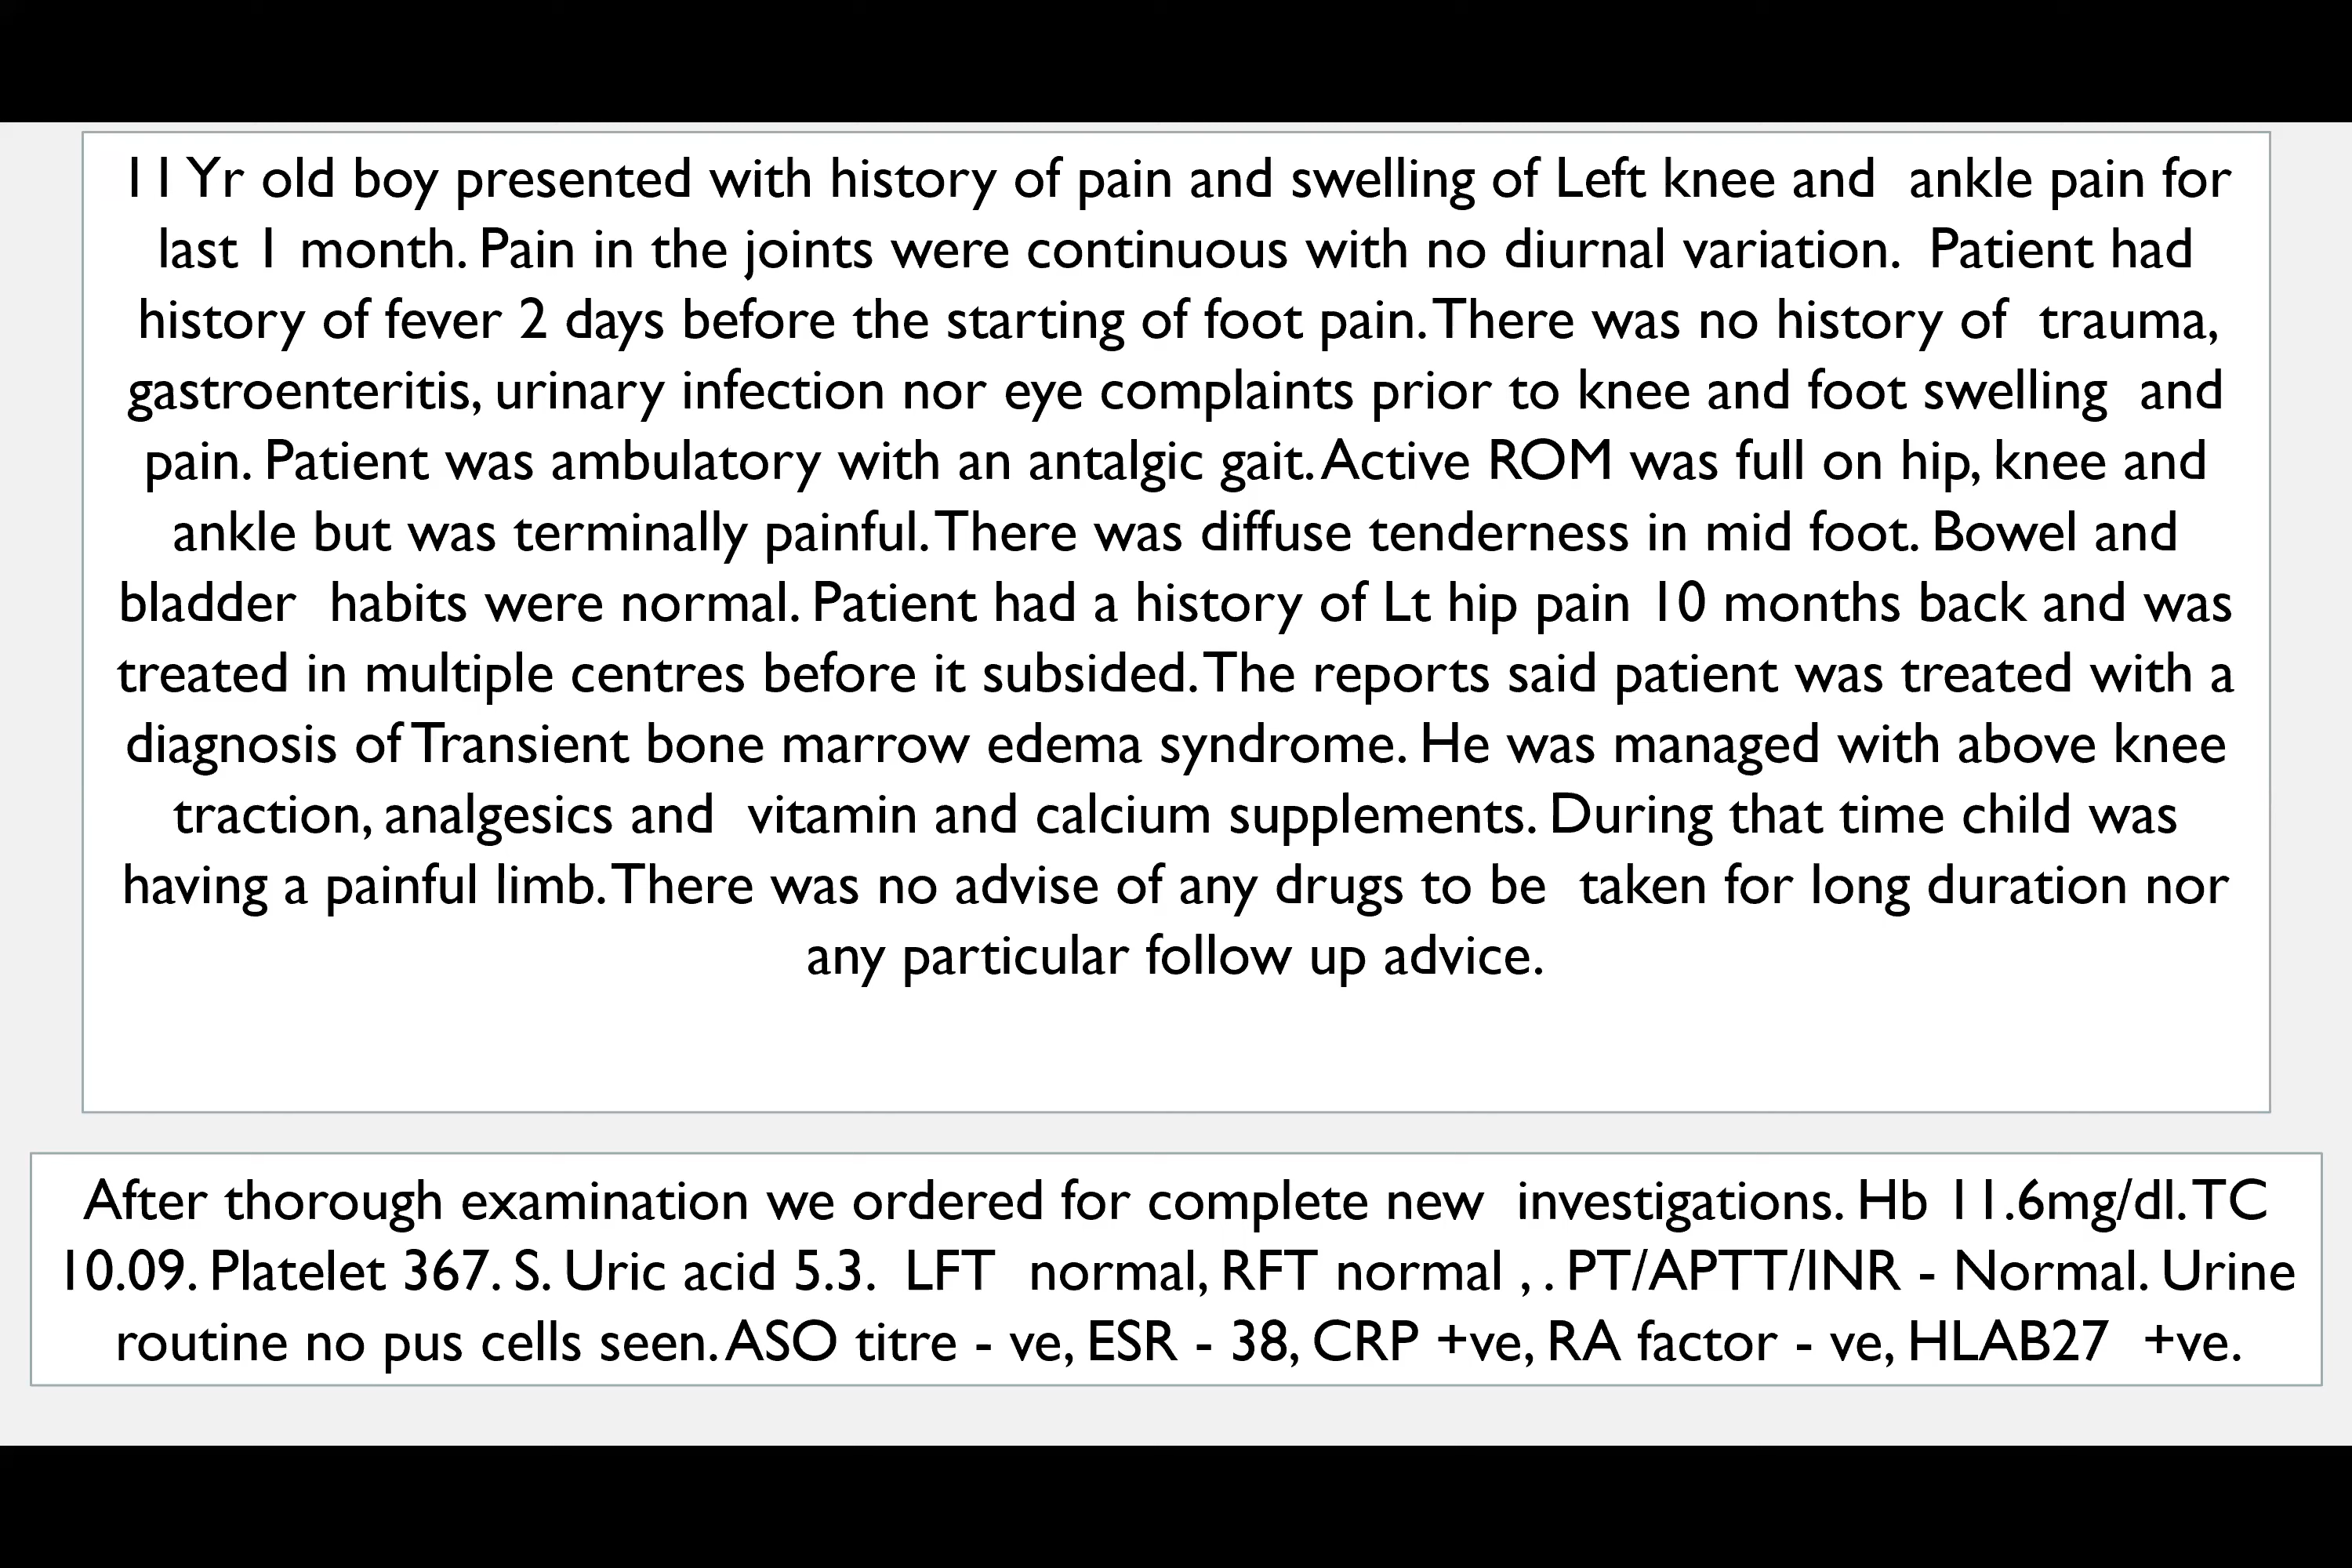 11 Yr old boy presented with history of pain and swelling of Left knee and ankle pain for
last 1 month. Pain in the joints were continuous with no diurnal variation. Patient had
history of fever 2 days before the starting of foot pain. There was no history of trauma,
gastroenteritis, urinary infection nor eye complaints prior to knee and foot swelling and
pain. Patient was ambulatory with an antalgic gait. Active ROM was full on hip, knee and
ankle but was terminally painful. There was diffuse tenderness in mid foot. Bowel and
bladder habits were normal. Patient had a history of Lt hip pain 10 months back and was
treated in multiple centres before it subsided. The reports said patient was treated with a
diagnosis of Transient bone marrow edema syndrome. He was managed with above knee
traction, analgesics and vitamin and calcium supplements. During that time child was
having a painful limb. There was no advise of any drugs to be taken for long duration nor
any particular follow up advice.
After thorough examination we ordered for complete new investigations. Hb 11.6mg/dl. TC
10.09. Platelet 367. S. Uric acid 5.3. LFT normal, RFT normal , . PT/APTT/INR - Normal. Urine
routine no pus cells seen. ASO titre - ve, ESR - 38, CRP +ve, RA factor - ve, HLAB27 +ve.